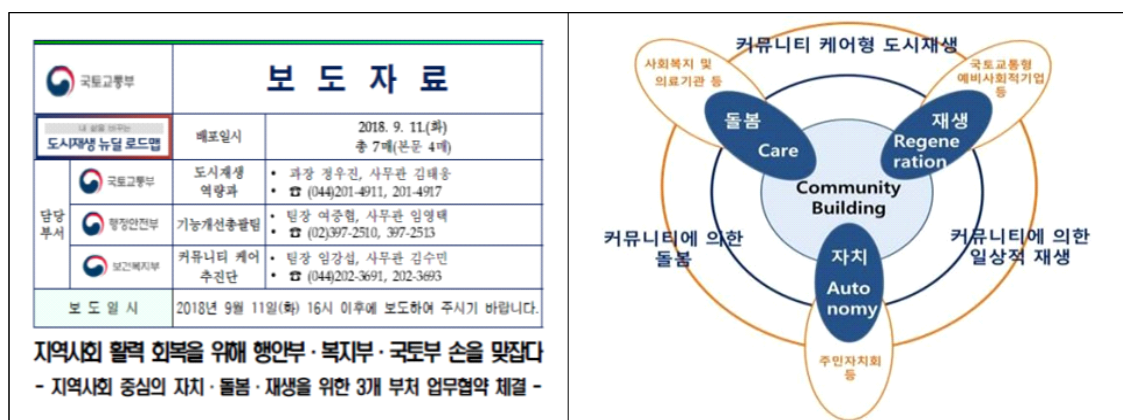 국토교통부
보 도 자 료
내 삶을 바꾸는
도시재생 뉴딜 로드맵
배포일시
2018. 9. 11.(화)
총 7매(본문 4매)
담당
부서
국토교통부
도시재생
역량과
• 과장 정우진, 사무관 김태웅
• ☎ (044)201-4911, 201-4917
행정안전부
기능개선총괄팀
• 팀장 여중협, 사무관 임영택
• ☎ (02)397-2510, 397-2513
보건복지부
커뮤니티 케어
추진단
• 팀장 임강섭, 사무관 김수민
• ☎ (044)202-3691, 202-3693
보 도 일 시
2018년 9월 11일(화) 16시 이후에 보도하여 주시기 바랍니다.
지역사회 활력 회복을 위해 행안부·복지부·국토부 손을 맞잡다
- 지역사회 중심의 자치·돌봄·재생을 위한 3개 부처 업무협약 체결 -
커뮤니티 케어형 도시재생
사회복지 및
의료기관 등
국토교통형
예비사회적기업
등
돌봄
Care
재생
Regene
ration
Community
Building
커뮤니티에 의한
돌봄
커뮤니티에 의한
일상적 재생
자치
Auto
nomy
주민자치회
등